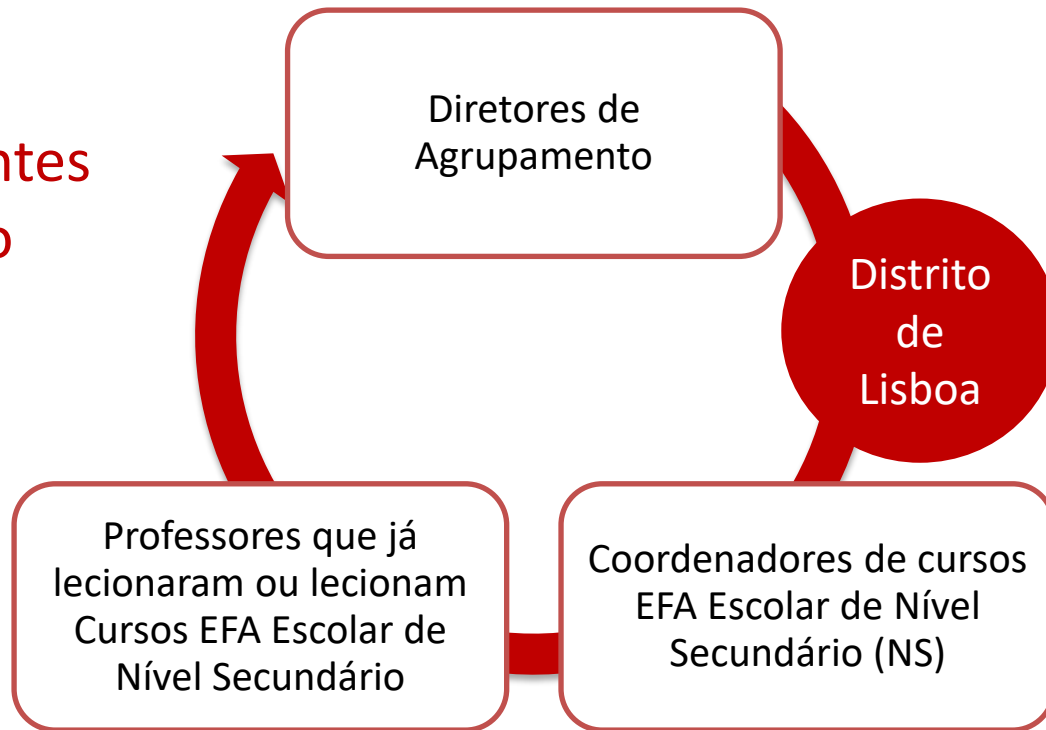 Diretores de
Agrupamento
Distrito
de
Lisboa
Professores que já
lecionaram ou lecionam
Cursos EFA Escolar de
Nível Secundário
Coordenadores de cursos
EFA Escolar de Nível
Secundário (NS)